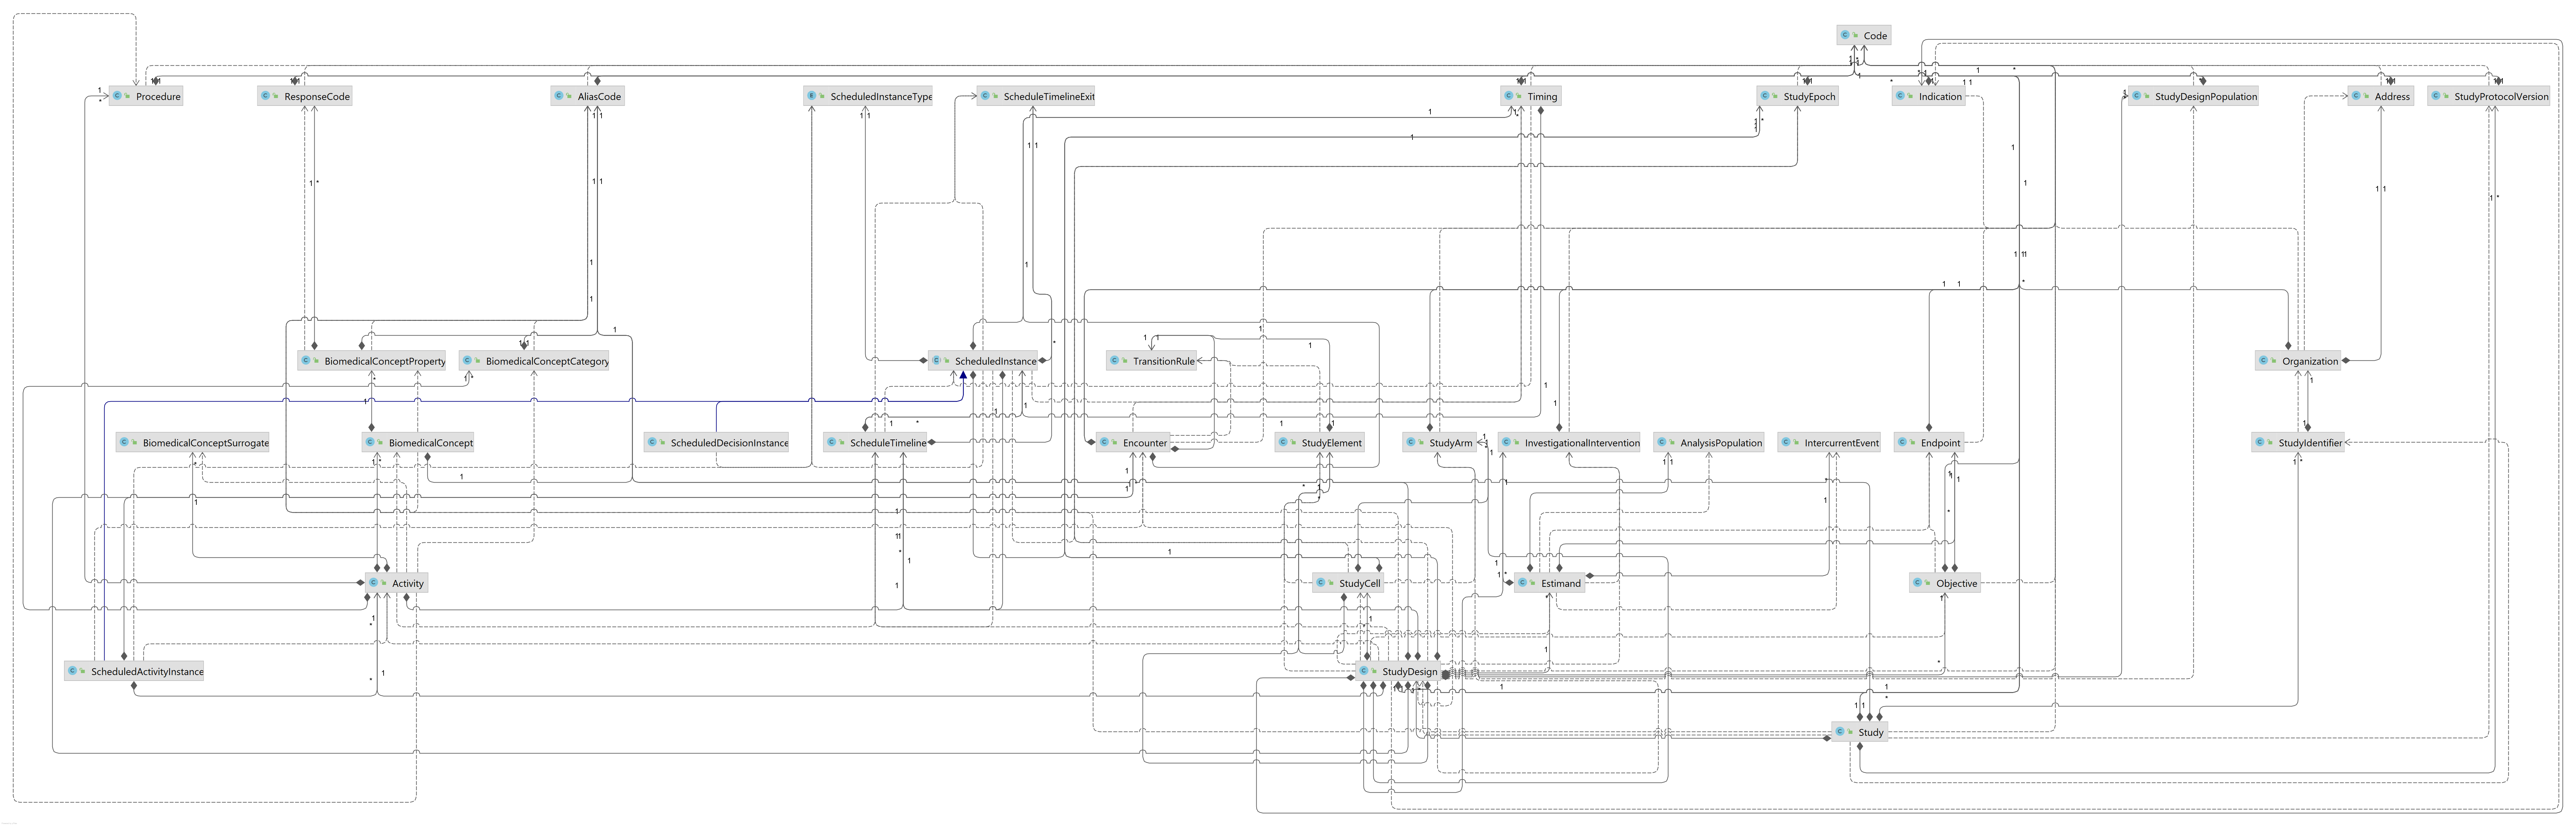 Code
Procedure
ResponseCode
AliasCode
ScheduledInstanceType
ScheduleTimelineExit
Timing
StudyEpoch
Indication
StudyDesignPopulation
Address
StudyProtocolVersion
BiomedicalConceptProperty
BiomedicalConceptCategory
ScheduledInstance
TransitionRule
Organization
BiomedicalConceptSurrogate
BiomedicalConcept
ScheduledDecisionInstance
ScheduleTimeline
Encounter
StudyElement
StudyArm
InvestigationalIntervention
AnalysisPopulation
IntercurrentEvent
Endpoint
StudyIdentifier
Activity
StudyCell
Estimand
Objective
ScheduledActivityInstance
StudyDesign
Study